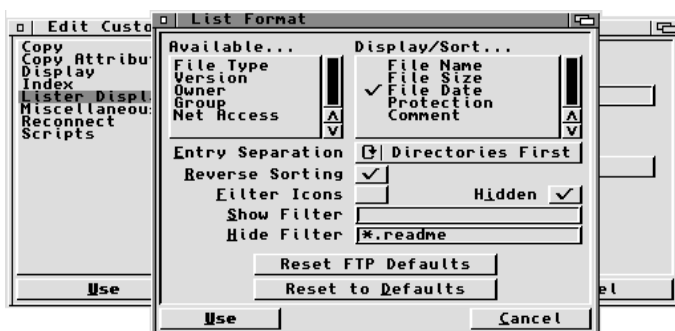 Edit Custo
List Format
Copy
Copy Attribu
Display
Index
Lister Displ
Miscellaneou
Reconnect
Scripts
Available...
Display/Sort...
File Type
Version
Owner
Group
Net Access
File Name
File Size
✓ File Date
Protection
Comment
Entry Separation Directories First
Reverse Sorting ✓
Filter Icons
Hidden ✓
Show Filter
Hide Filter *.readme
Reset FTP Defaults
Reset to Defaults
Use
el
Use
Cancel